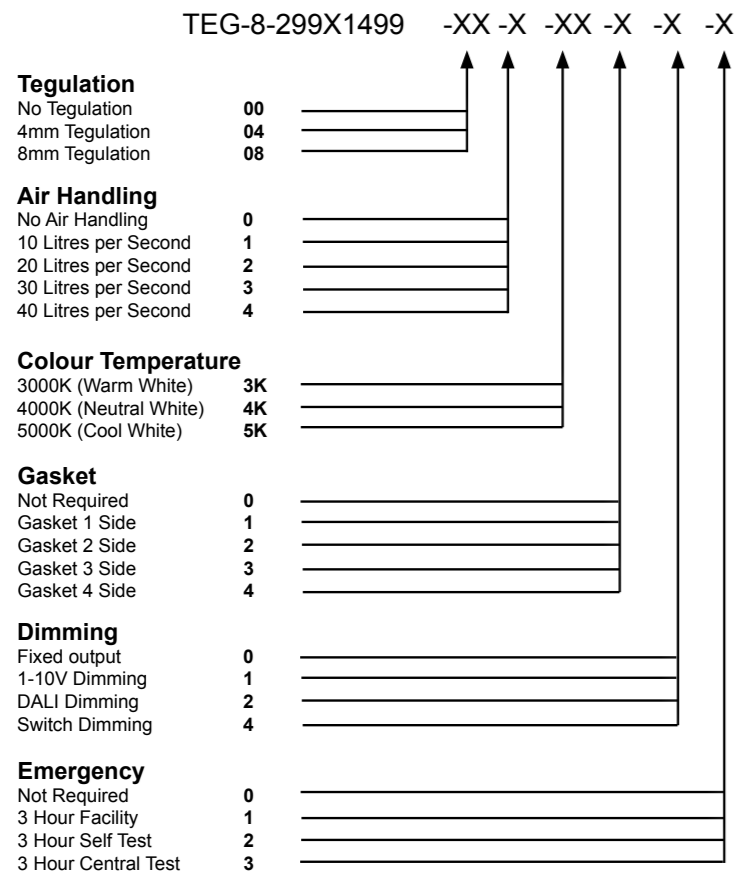 TEG-8-299X1499 -XX -X -XX -X -X -X
Tegulation
No Tegulation 00
4mm Tegulation 04
8mm Tegulation 08
Air Handling
No Air Handling 0
10 Litres per Second 1
20 Litres per Second 2
30 Litres per Second 3
40 Litres per Second 4
Colour Temperature
3000K (Warm White) 3K
4000K (Neutral White) 4K
5000K (Cool White) 5K
Gasket
Not Required 0
Gasket 1 Side 1
Gasket 2 Side 2
Gasket 3 Side 3
Gasket 4 Side 4
Dimming
Fixed output 0
1-10V Dimming 1
DALI Dimming 2
Switch Dimming 4
Emergency
Not Required 0
3 Hour Facility 1
3 Hour Self Test 2
3 Hour Central Test 3